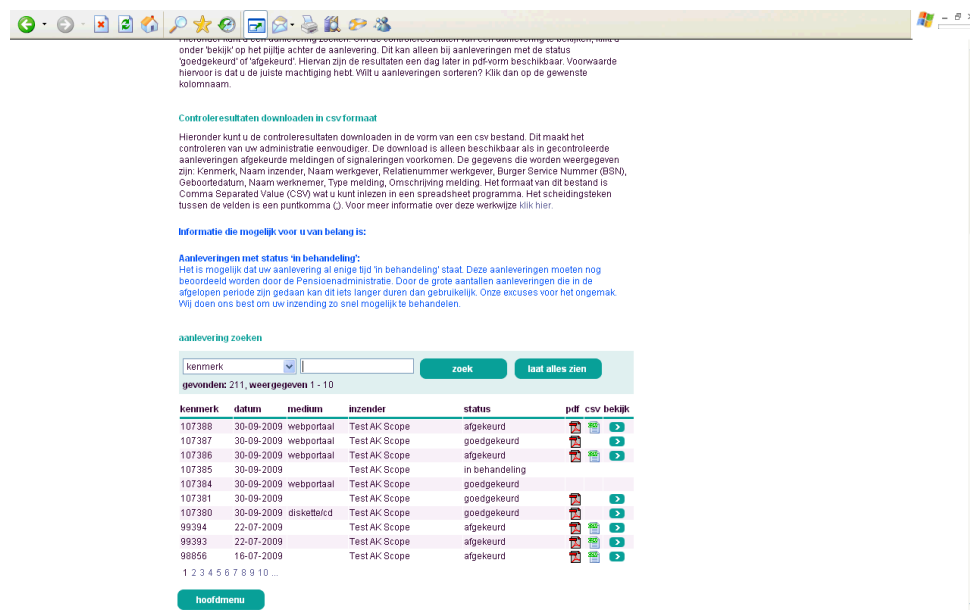 Hieronder kunt u een aanlevering zoeken. Om de controleresultaten van een aanlevering te bekijken, klikt u
onder 'bekijk' op het pijltje achter de aanlevering. Dit kan alleen bij aanleveringen met de status
'goedgekeurd' of 'afgekeurd'. Hiervan zijn de resultaten een dag later in pdf-vorm beschikbaar. Voorwaarde
hiervoor is dat u de juiste machtiging hebt. Wilt u aanleveringen sorteren? Klik dan op de gewenste
kolomnaam.
Controleresultaten downloaden in csv formaat
Hieronder kunt u de controleresultaten downloaden in de vorm van een csv bestand. Dit maakt het
controleren van uw administratie eenvoudiger. De download is alleen beschikbaar als in gecontroleerde
aanleveringen afgekeurde meldingen of signaleringen voorkomen. De gegevens die worden weergegeven
zijn: Kenmerk, Naam inzender, Naam werkgever, Relatienummer werkgever, Burger Service Nummer (BSN),
Geboortedatum, Naam werknemer, Type melding, Omschrijving melding. Het formaat van dit bestand is
Comma Separated Value (CSV) wat u kunt inlezen in een spreadsheet programma. Het scheidingsteken
tussen de velden is een puntkomma (;). Voor meer informatie over deze werkwijze klik hier.
Informatie die mogelijk voor u van belang is:
Aanleveringen met status 'in behandeling':
Het is mogelijk dat uw aanlevering al enige tijd 'in behandeling' staat. Deze aanleveringen moeten nog
beoordeeld worden door de Pensioenadministratie. Door de grote aantallen aanleveringen die in de
afgelopen periode zijn gedaan kan dit iets langer duren dan gebruikelijk. Onze excuses voor het ongemak.
Wij doen ons best om uw inzending zo snel mogelijk te behandelen.
aanlevering zoeken
kenmerk zoek laat alles zien
gevonden: 211, weergegeven 1 - 10
kenmerk datum medium inzender status pdf csv bekijk
107388 30-09-2009 webportaal Test AK Scope afgekeurd
107387 30-09-2009 webportaal Test AK Scope goedgekeurd
107386 30-09-2009 webportaal Test AK Scope afgekeurd
107385 30-09-2009 Test AK Scope in behandeling
107384 30-09-2009 webportaal Test AK Scope goedgekeurd
107381 30-09-2009 Test AK Scope goedgekeurd
107380 30-09-2009 diskette/cd Test AK Scope goedgekeurd
99394 22-07-2009 Test AK Scope afgekeurd
99393 22-07-2009 Test AK Scope afgekeurd
98856 16-07-2009 Test AK Scope afgekeurd
1 2 3 4 5 6 7 8 9 10 ...
hoofdmenu